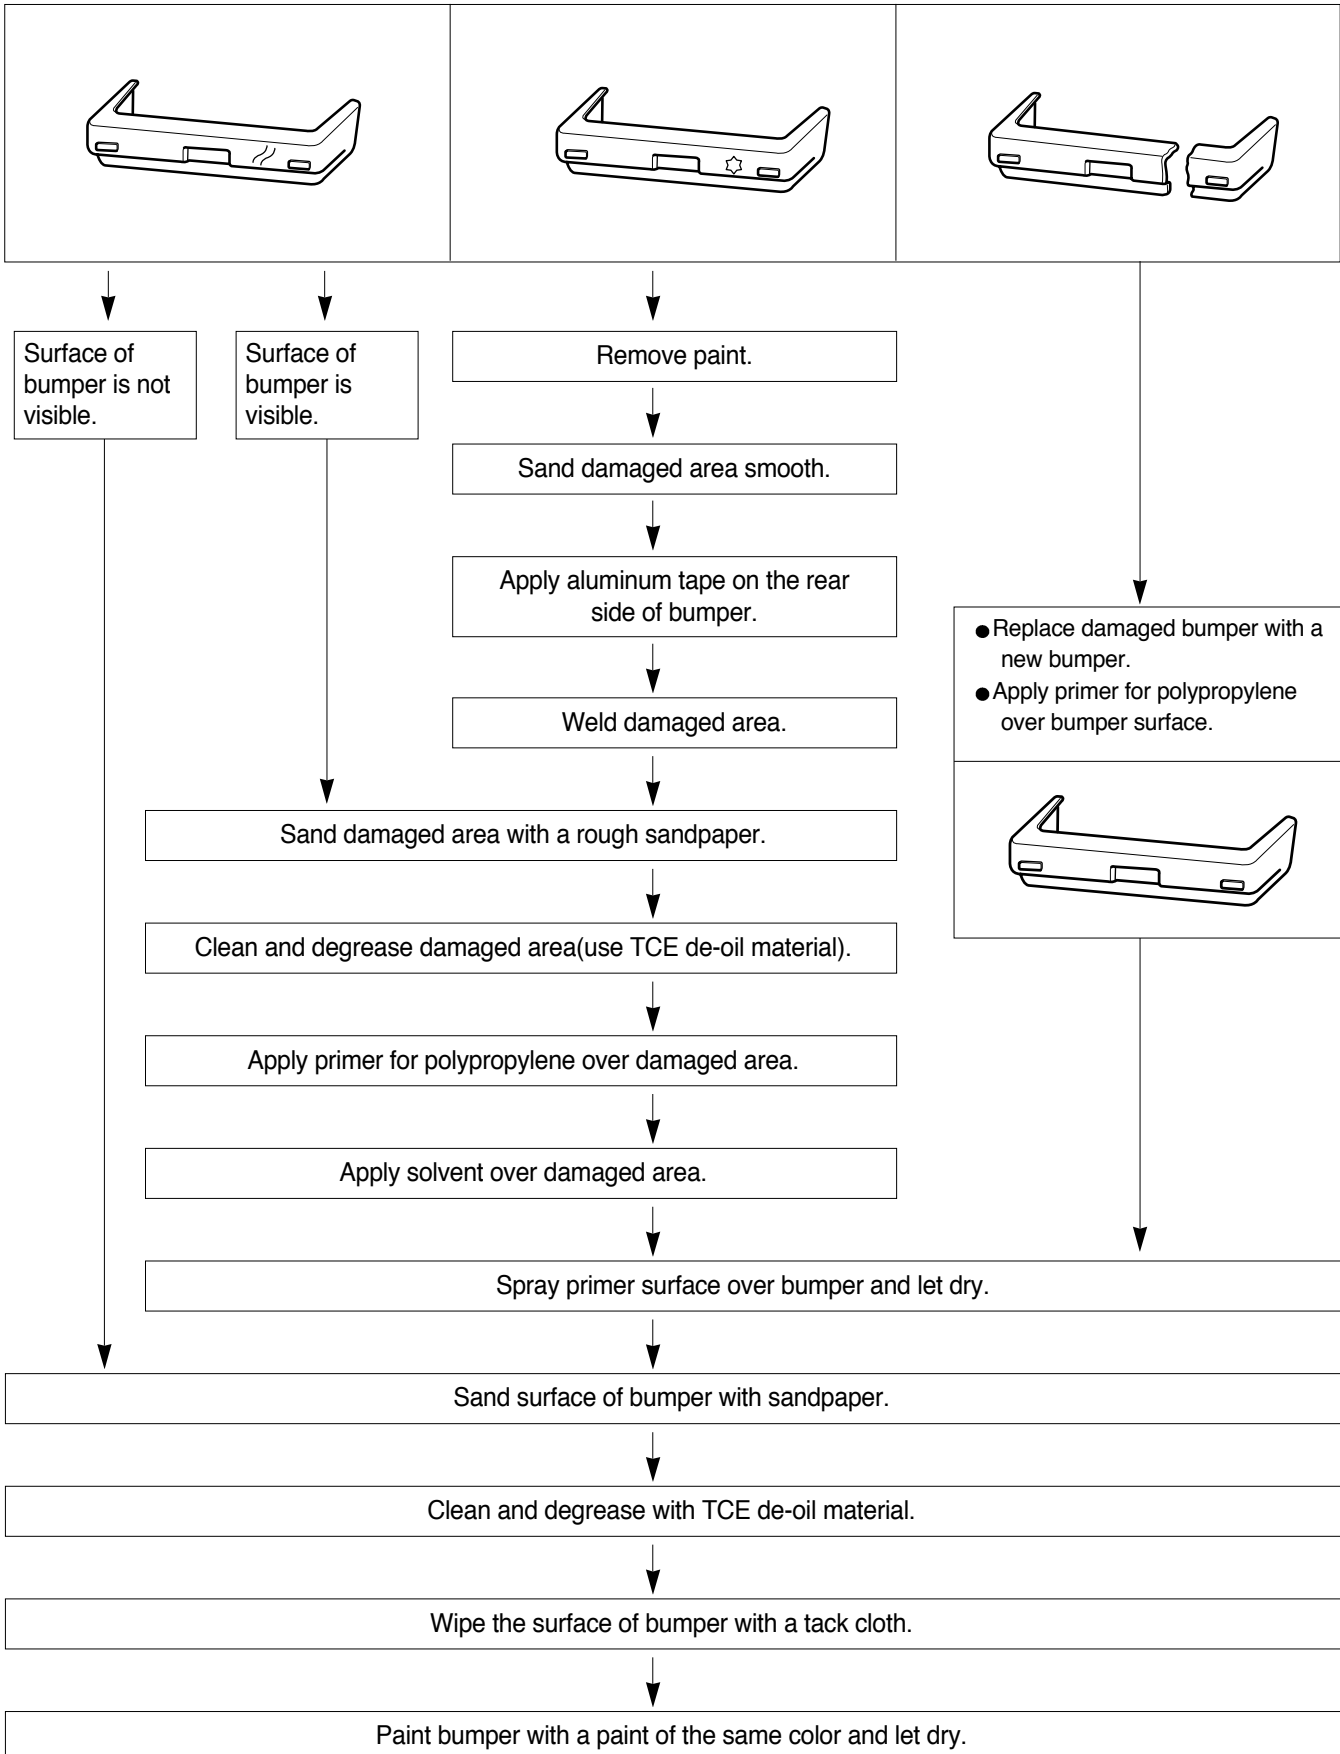 Surface of
bumper is not
visible.
Surface of
bumper is
visible.
Remove paint.
Sand damaged area smooth.
Apply aluminum tape on the rear
side of bumper.
Weld damaged area.
● Replace damaged bumper with a
new bumper.
● Apply primer for polypropylene
over bumper surface.
Sand damaged area with a rough sandpaper.
Clean and degrease damaged area(use TCE de-oil material).
Apply primer for polypropylene over damaged area.
Apply solvent over damaged area.
Spray primer surface over bumper and let dry.
Sand surface of bumper with sandpaper.
Clean and degrease with TCE de-oil material.
Wipe the surface of bumper with a tack cloth.
Paint bumper with a paint of the same color and let dry.